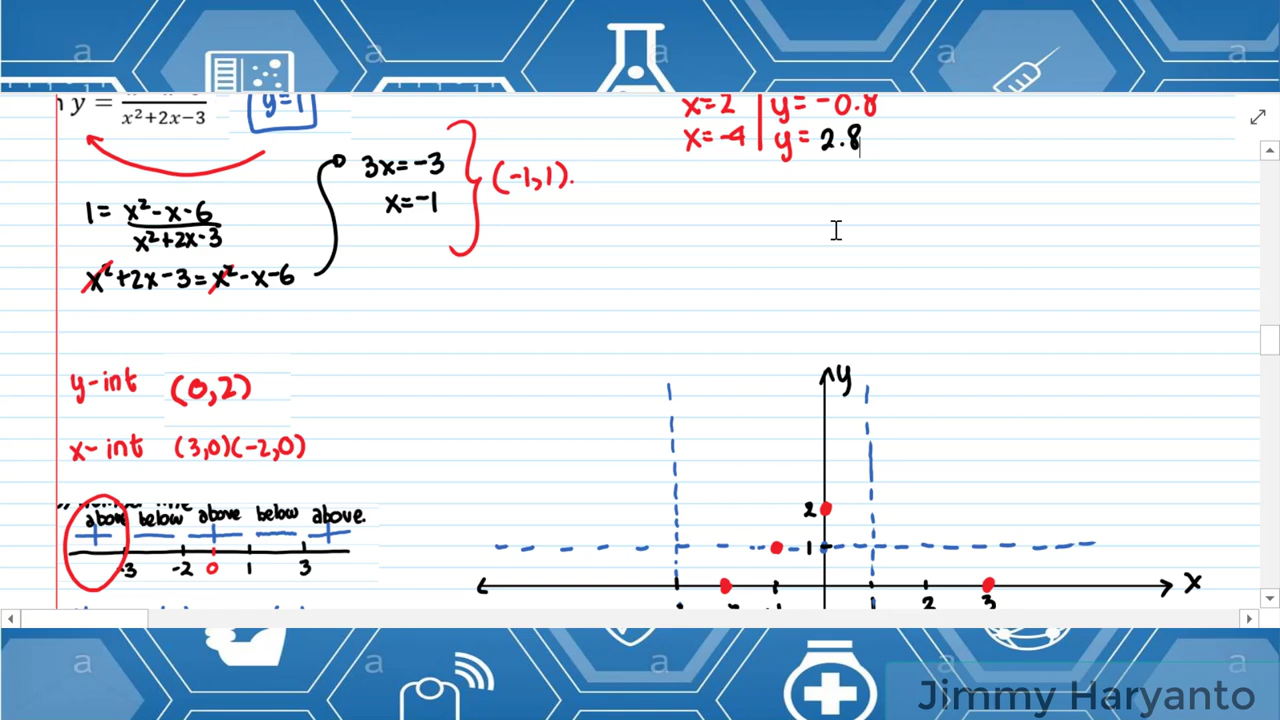 y =
x²+2x−3
y=1
x=2 | y= -0.8
x=-4 | y= 2.8
3x=-3
x=-1
(-1,1).
1= x²-x-6
x²+2x-3
x²+2x-3=x²-x-6
y-int (0,2)
x-int (3,0)(-2,0)
above below above below above.
+ — + — +
-3 -2 0 1 3
y
2
1
x
2 3
Jimmy Haryanto
a a a a
a a a a